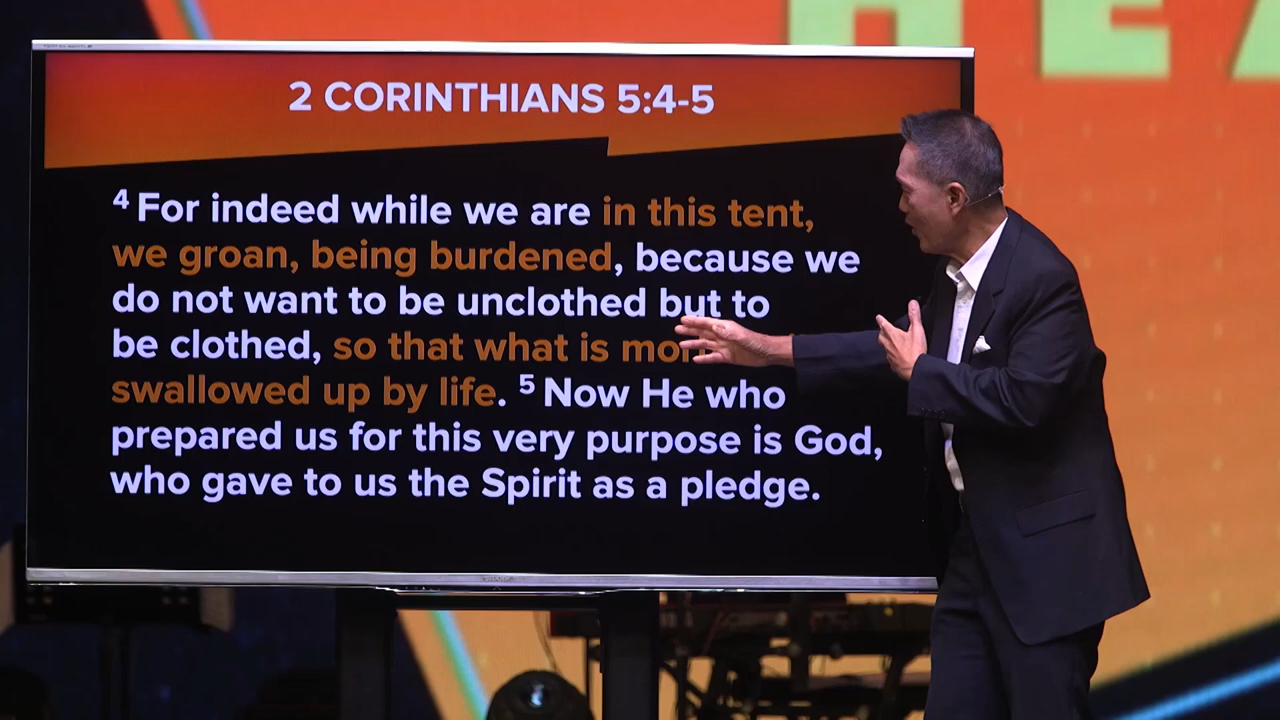 HEA
2 CORINTHIANS 5:4-5
4 For indeed while we are in this tent,
we groan, being burdened, because we
do not want to be unclothed but to
be clothed, so that what is
swallowed up by life. 5 Now He who
prepared us for this very purpose is God,
who gave to us the Spirit as a pledge.